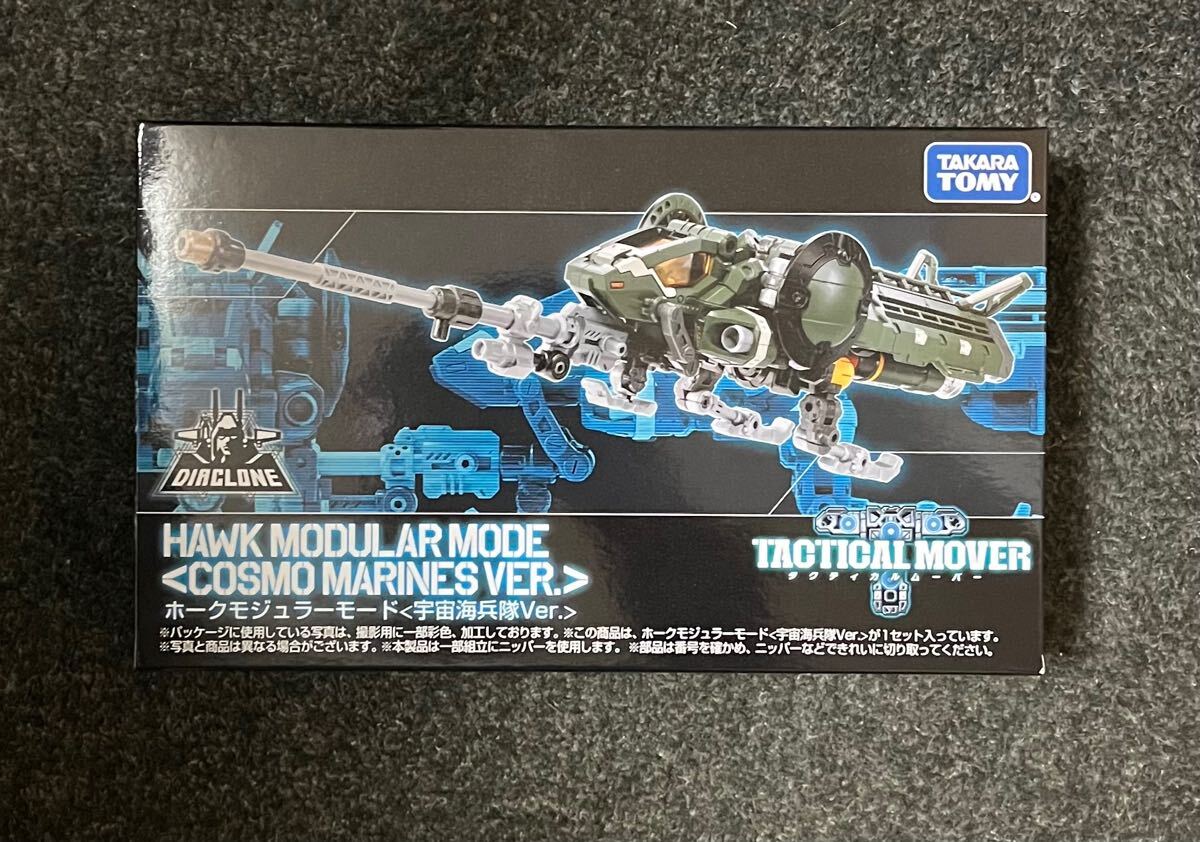 TAKARA
TOMY
DIACLONE
HAWK MODULAR MODE
<COSMO MARINES VER.>
ホークモジュラーモード<宇宙海兵隊Ver.>
TACTICAL MOVER
タクティカルムーバー
※パッケージに使用している写真は、撮影用に一部彩色、加工しております。※この商品は、ホークモジュラーモード<宇宙海兵隊Ver.>が1セット入っています。
※写真と商品は異なる場合がございます。※本製品は一部組立にニッパーを使用します。 ※部品は番号を確かめ、ニッパーなどできれいに切り取ってください。